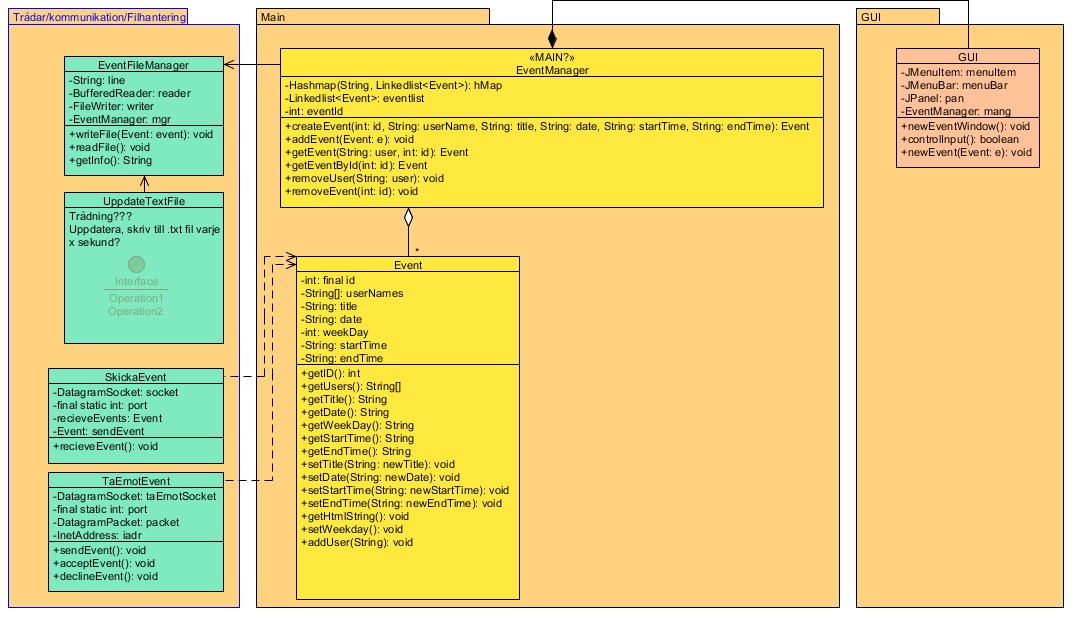 Trådar/kommunikation/Filhantering
EventFileManager
-String: line
-BufferedReader: reader
-FileWriter: writer
-EventManager: mgr
+writeFile(Event: event): void
+readFile(): void
+getInfo(): String
UppdateTextFile
Trådning???
Uppdatera, skriv till .txt fil varje
x sekund?
Interface
Operation1
Operation2
SkickaEvent
-DatagramSocket: socket
-final static int: port
-recieveEvents: Event
-Event: sendEvent
+recieveEvent(): void
TaEmotEvent
-DatagramSocket: taEmotSocket
-final static int: port
-DatagramPacket: packet
-InetAddress: iadr
+sendEvent(): void
+acceptEvent(): void
+declineEvent(): void
Main
«MAIN?»
EventManager
-Hashmap(String, Linkedlist<Event>): hMap
-Linkedlist<Event>: eventlist
-int: eventId
+createEvent(int: id, String: userName, String: title, String: date, String: startTime, String: endTime): Event
+addEvent(Event: e): void
+getEvent(String: user, int: id): Event
+getEventById(int: id): Event
+removeUser(String: user): void
+removeEvent(int: id): void
*
Event
-int: final id
-String[]: userNames
-String: title
-String: date
-int: weekDay
-String: startTime
-String: endTime
+getID(): int
+getUsers(): String[]
+getTitle(): String
+getDate(): String
+getWeekDay(): String
+getStartTime(): String
+getEndTime(): String
+setTitle(String: newTitle): void
+setDate(String: newDate): void
+setStartTime(String: newStartTime): void
+setEndTime(String: newEndTime): void
+getHtmlString(): void
+setWeekday(): void
+addUser(String): void
GUI
GUI
-JMenuItem: menuItem
-JMenuBar: menuBar
-JPanel: pan
-EventManager: mang
+newEventWindow(): void
+controlInput(): boolean
+newEvent(Event: e): void